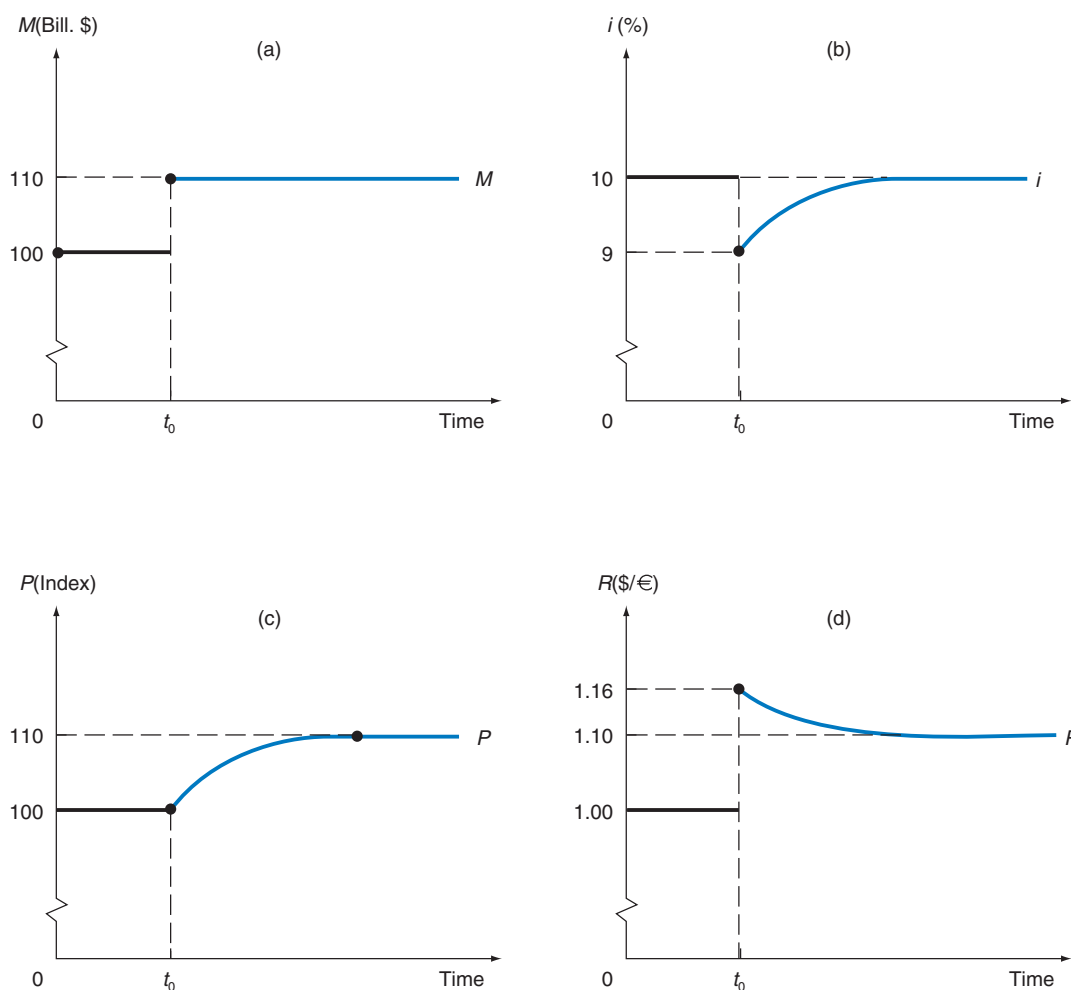 M(Bill. $)
(a)
110
M
100
0
t0
Time
i (%)
(b)
10
i
9
0
t0
Time
P(Index)
(c)
110
P
100
0
t0
Time
R($/€)
(d)
1.16
1.10
R
1.00
0
t0
Time